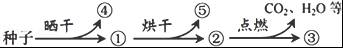 ④ ⑤ CO₂、H₂O 等
种子 晒干 ① 烘干 ② 点燃 ③